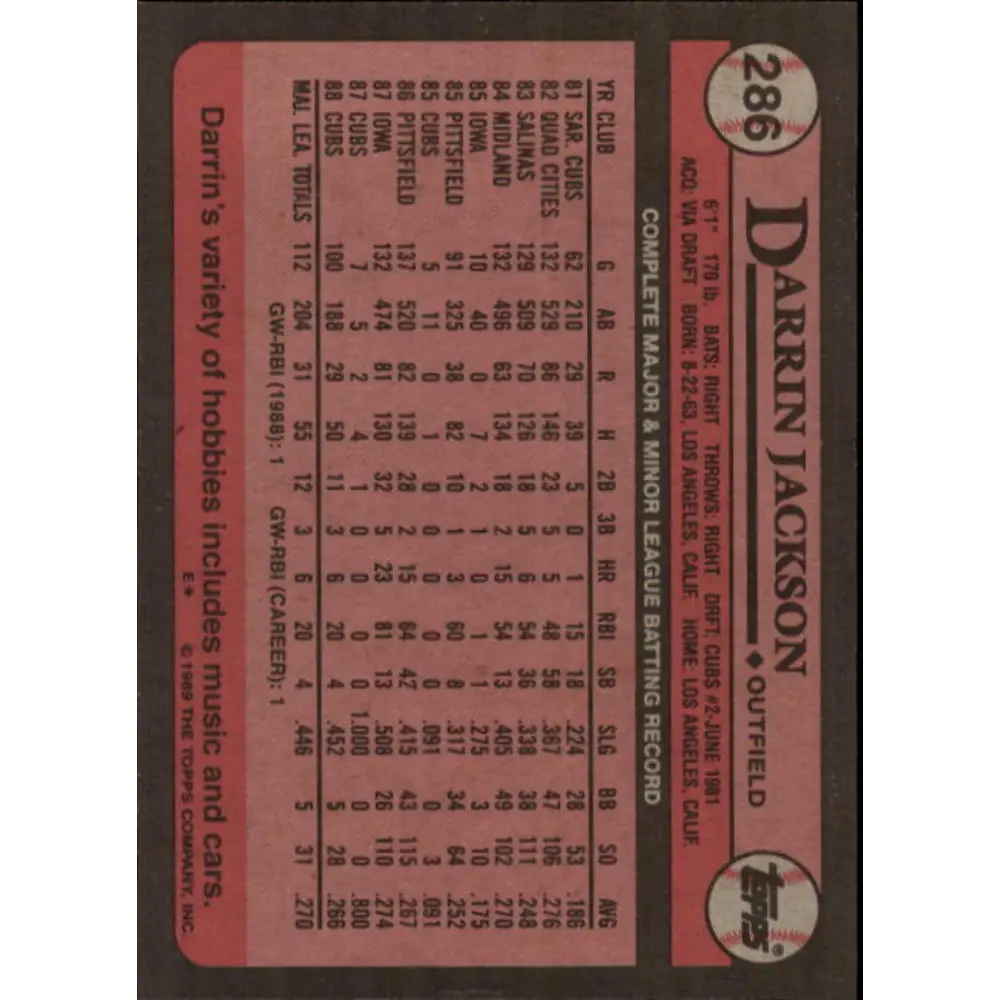 286
DARRIN JACKSON ♦ OUTFIELD
TOPPS®
6'1" 170 lb. BATS: RIGHT THROWS: RIGHT DRFT: CUBS #2-JUNE 1981
ACQ: VIA DRAFT BORN: 8-22-63, LOS ANGELES, CALIF. HOME: LOS ANGELES, CALIF.
COMPLETE MAJOR & MINOR LEAGUE BATTING RECORD
YR CLUB G AB R H 2B 3B HR RBI SB SLG BB SO AVG
81 SAR. CUBS 62 210 29 39 5 0 1 15 18 .224 28 53 .186
82 QUAD CITIES 132 529 86 146 23 5 5 48 58 .367 47 106 .276
83 SALINAS 129 509 70 126 18 5 6 54 36 .338 38 111 .248
84 MIDLAND 132 496 63 134 18 2 15 54 13 .405 49 102 .270
85 IOWA 10 40 0 7 2 1 0 1 1 .275 3 10 .175
85 PITTSFIELD 91 325 38 82 10 1 3 60 8 .317 34 64 .252
85 CUBS 5 11 0 1 0 0 0 0 0 .091 0 3 .091
86 PITTSFIELD 137 520 82 139 28 2 15 64 42 .415 43 115 .267
87 IOWA 132 474 81 130 32 5 23 81 13 .508 26 110 .274
87 CUBS 7 5 2 4 1 0 0 0 0 1.000 0 0 .800
88 CUBS 100 188 29 50 11 3 6 20 4 .452 5 28 .266
MAJ. LEA. TOTALS 112 204 31 55 12 3 6 20 4 .446 5 31 .270
GW-RBI (1988): 1 GW-RBI (CAREER): 1
Darrin's variety of hobbies includes music and cars.
E* © 1989 THE TOPPS COMPANY, INC.